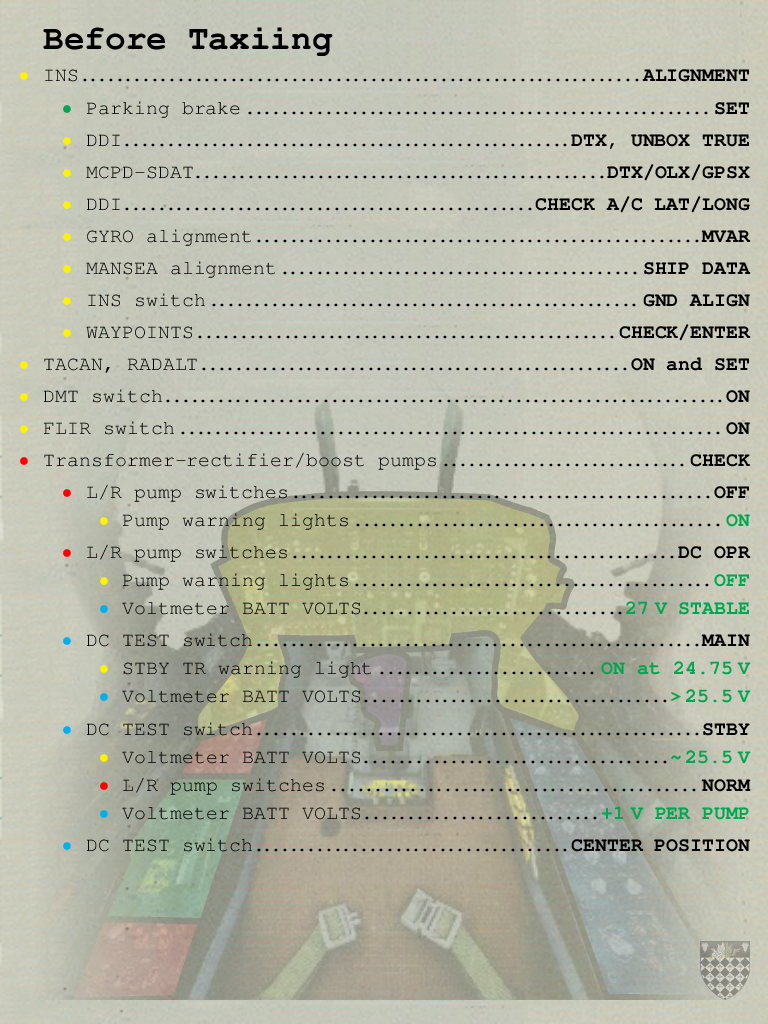 Before Taxiing
INS........................................................ALIGNMENT
Parking brake..............................................SET
DDI........................................................DTX, UNBOX TRUE
MCPD-SDAT..................................................DTX/OLX/GPSX
DDI........................................................CHECK A/C LAT/LONG
GYRO alignment.............................................MVAR
MANSEA alignment...........................................SHIP DATA
INS switch.................................................GND ALIGN
WAYPOINTS..................................................CHECK/ENTER
TACAN, RADALT..............................................ON and SET
DMT switch.................................................ON
FLIR switch................................................ON
Transformer-rectifier/boost pumps..........................CHECK
L/R pump switches..........................................OFF
Pump warning lights........................................ON
L/R pump switches..........................................DC OPR
Pump warning lights........................................OFF
Voltmeter BATT VOLTS.......................................27 V STABLE
DC TEST switch.............................................MAIN
STBY TR warning light......................................ON at 24.75 V
Voltmeter BATT VOLTS.......................................>25.5 V
DC TEST switch.............................................STBY
Voltmeter BATT VOLTS.......................................~25.5 V
L/R pump switches..........................................NORM
Voltmeter BATT VOLTS.......................................+1 V PER PUMP
DC TEST switch.............................................CENTER POSITION